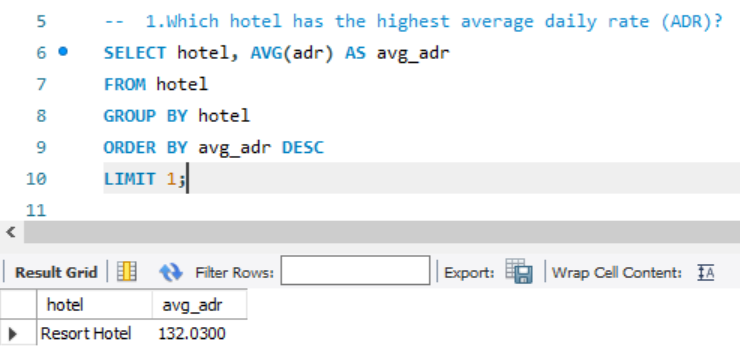 5 -- 1.Which hotel has the highest average daily rate (ADR)?
6 SELECT hotel, AVG(adr) AS avg_adr
7 FROM hotel
8 GROUP BY hotel
9 ORDER BY avg_adr DESC
10 LIMIT 1;
11
Result Grid Filter Rows: Export: Wrap Cell Content: IA
hotel avg_adr
Resort Hotel 132.0300